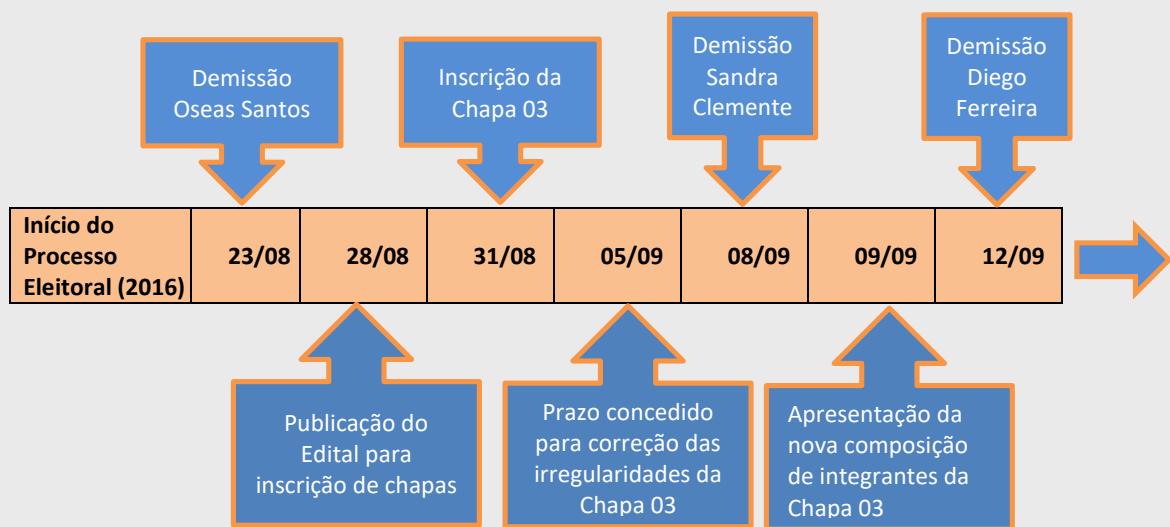 Demissão
Oseas Santos
Inscrição da
Chapa 03
Demissão
Sandra
Clemente
Demissão
Diego
Ferreira
Início do
Processo
Eleitoral (2016)
23/08
28/08
31/08
05/09
08/09
09/09
12/09
Publicação do
Edital para
inscrição de chapas
Prazo concedido
para correção das
irregularidades da
Chapa 03
Apresentação da
nova composição
de integrantes da
Chapa 03